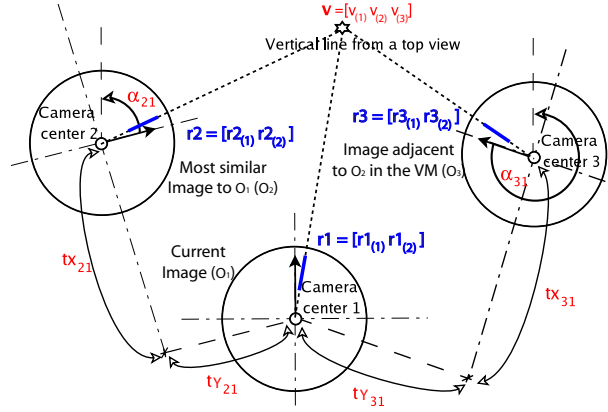 v =[v(1) v(2) v(3)]
Vertical line from a top view
α21
Camera
center 2
r2 = [r2(1) r2(2)]
Most similar
Image to O1 (O2)
r3 = [r3(1) r3(2)]
Image adjacent
to O2 in the VM (O3)
Camera
center 3
α31
r1 = [r1(1) r1(2)]
Current
Image (O1)
Camera
center 1
tx21
tx31
tY21
tY31